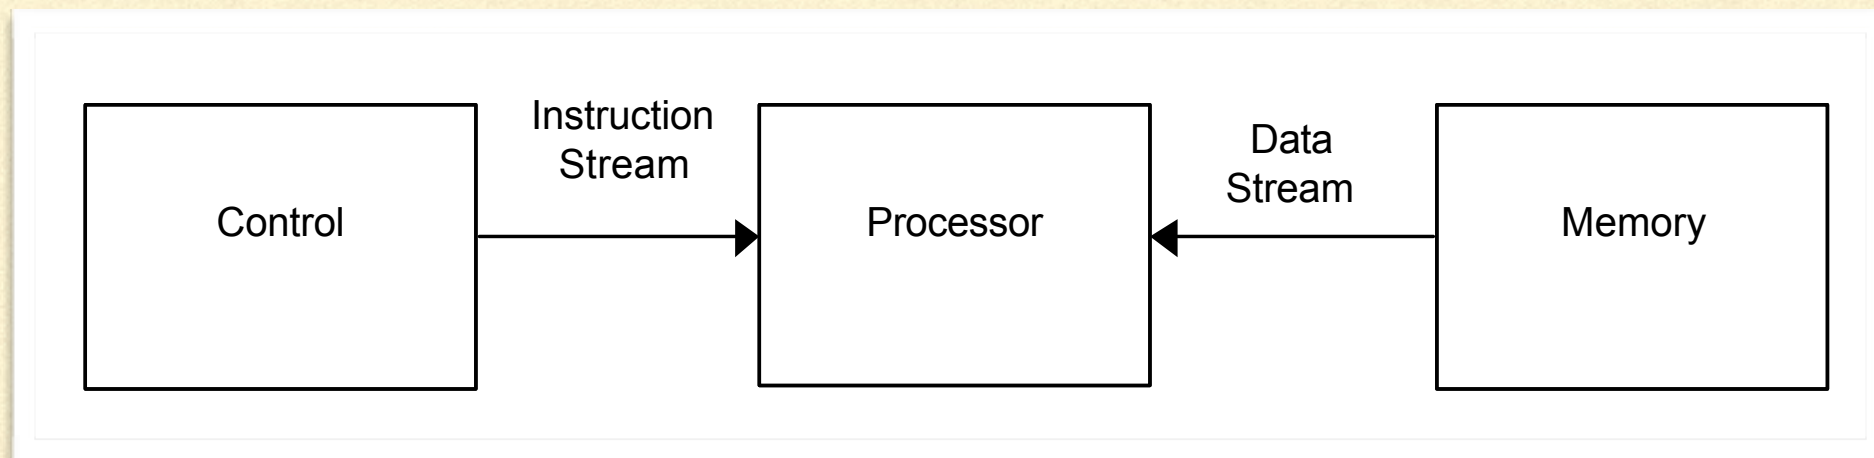 Control
Instruction
Stream
Processor
Data
Stream
Memory